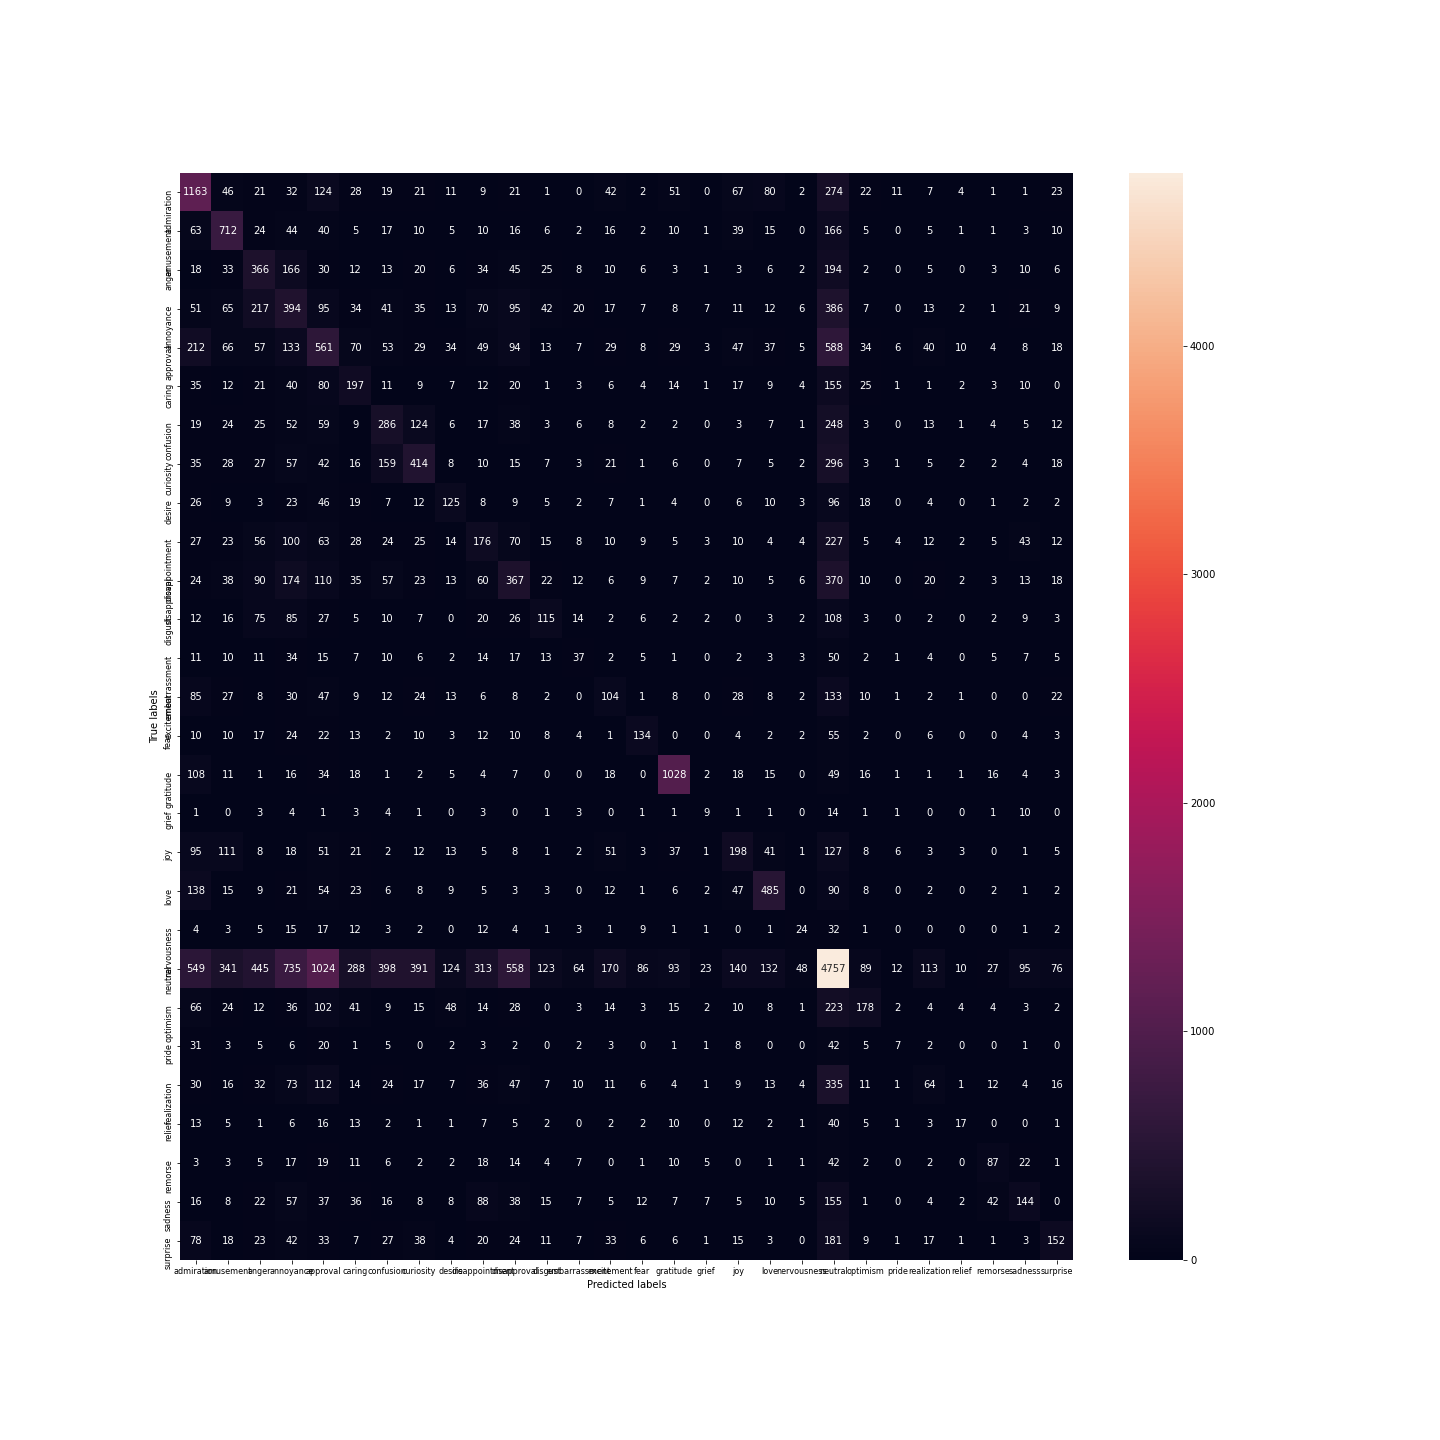 1163 46 21 32 124 28 19 21 11 9 21 1 0 42 2 51 0 67 80 2 274 22 11 7 4 1 1 23
63 712 24 44 40 5 17 10 5 10 16 6 2 16 2 10 1 39 15 0 166 5 0 5 1 1 3 10
18 33 366 166 30 12 13 20 6 34 45 25 8 10 6 3 1 3 6 2 194 2 0 5 0 3 10 6
51 65 217 394 95 34 41 35 13 70 95 42 20 17 7 8 7 11 12 6 386 7 0 13 2 1 21 9
212 66 57 133 561 70 53 29 34 49 94 13 7 29 8 29 3 47 37 5 588 34 6 40 10 4 8 18
35 12 21 40 80 197 11 9 7 12 20 1 3 6 4 14 1 17 9 4 155 25 1 1 2 3 10 0
19 24 25 52 59 9 286 124 6 17 38 3 6 8 2 2 0 3 7 1 248 3 0 13 1 4 5 12
35 28 27 57 42 16 159 414 8 10 15 7 3 21 1 6 0 7 5 2 296 3 1 5 2 2 4 18
26 9 3 23 46 19 7 12 125 8 9 5 2 7 1 4 0 6 10 3 96 18 0 4 0 1 2 2
27 23 56 100 63 28 24 25 14 176 70 15 8 10 9 5 3 10 4 4 227 5 4 12 2 5 43 12
24 38 90 174 110 35 57 23 13 60 367 22 12 6 9 7 2 10 5 6 370 10 0 20 2 3 13 18
12 16 75 85 27 5 10 7 0 20 26 115 14 2 6 2 2 0 3 2 108 3 0 2 0 2 9 3
11 10 11 34 15 7 10 6 2 14 17 13 37 2 5 1 0 2 3 3 50 2 1 4 0 5 7 5
85 27 8 30 47 9 12 24 13 6 8 2 0 104 1 8 0 28 8 2 133 10 1 2 1 0 0 22
10 10 17 24 22 13 2 10 3 12 10 8 4 1 134 0 0 4 2 2 55 2 0 6 0 0 4 3
108 11 1 16 34 18 1 2 5 4 7 0 0 18 0 1028 2 18 15 0 49 16 1 1 1 16 4 3
1 0 3 4 1 3 4 1 0 3 0 1 3 0 1 1 9 1 1 0 14 1 1 0 0 1 10 0
95 111 8 18 51 21 2 12 13 5 8 1 2 51 3 37 1 198 41 1 127 8 6 3 3 0 1 5
138 15 9 21 54 23 6 8 9 5 3 3 0 12 1 6 2 47 485 0 90 8 0 2 0 2 1 2
4 3 5 15 17 12 3 2 0 12 4 1 3 1 9 1 1 0 1 24 32 1 0 0 0 0 1 2
549 341 445 735 1024 288 398 391 124 313 558 123 64 170 86 93 23 140 132 48 4757 89 12 113 10 27 95 76
66 24 12 36 102 41 9 15 48 14 28 0 3 14 3 15 2 10 8 1 223 178 2 4 4 4 3 2
31 3 5 6 20 1 5 0 2 3 2 0 2 3 0 1 1 8 0 0 42 5 7 2 0 0 1 0
30 16 32 73 112 14 24 17 7 36 47 7 10 11 6 4 1 9 13 4 335 11 1 64 1 12 4 16
13 5 1 6 16 13 2 1 1 7 5 2 0 2 2 10 0 12 2 1 40 5 1 3 17 0 0 1
3 3 5 17 19 11 6 2 2 18 14 4 7 0 1 10 5 0 1 1 42 2 0 2 0 87 22 1
16 8 22 57 37 36 16 8 8 88 38 15 7 5 12 7 7 5 10 5 155 1 0 4 2 42 144 0
78 18 23 42 33 7 27 38 4 20 24 11 7 33 6 6 1 15 3 0 181 9 1 17 1 1 3 152
admiration
amusement
anger
annoyance
approval
caring
confusion
curiosity
desire
disappointment
disapproval
disgust
embarrassment
excitement
fear
gratitude
grief
joy
love
nervousness
neutral
optimism
pride
realization
relief
remorse
sadness
surprise
True labels
admiration amusement anger annoyance approval caring confusion curiosity desire disappointment disapproval disgust embarrassment excitement fear gratitude grief joy love nervousness neutral optimism pride realization relief remorse sadness surprise
Predicted labels
4000
3000
2000
1000
0